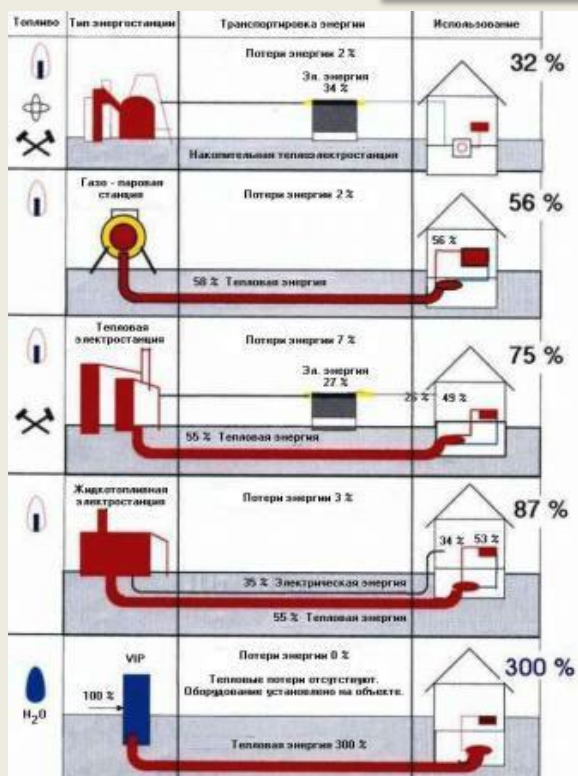 Топливо
Тип энергостанции
Транспортировка энергии
Использование
Потери энергии 2 %
Эл. энергия
34 %
Накопительная теплоэлектростанция
32 %
Газо - паровая
станция
Потери энергии 2 %
56 %
58 % Тепловая энергия
56 %
Тепловая
электростанция
Потери энергии 7 %
Эл. энергия
27 %
26 %
49 %
55 % Тепловая энергия
75 %
Жидкотопливная
электростанция
Потери энергии 3 %
34 %
53 %
35 % Электрическая энергия
55 % Тепловая энергия
87 %
H₂O
VIP
100 %
Потери энергии 0 %
Тепловые потери отсутствуют.
Оборудование установлено на объекте.
Тепловая энергия 300 %
300 %